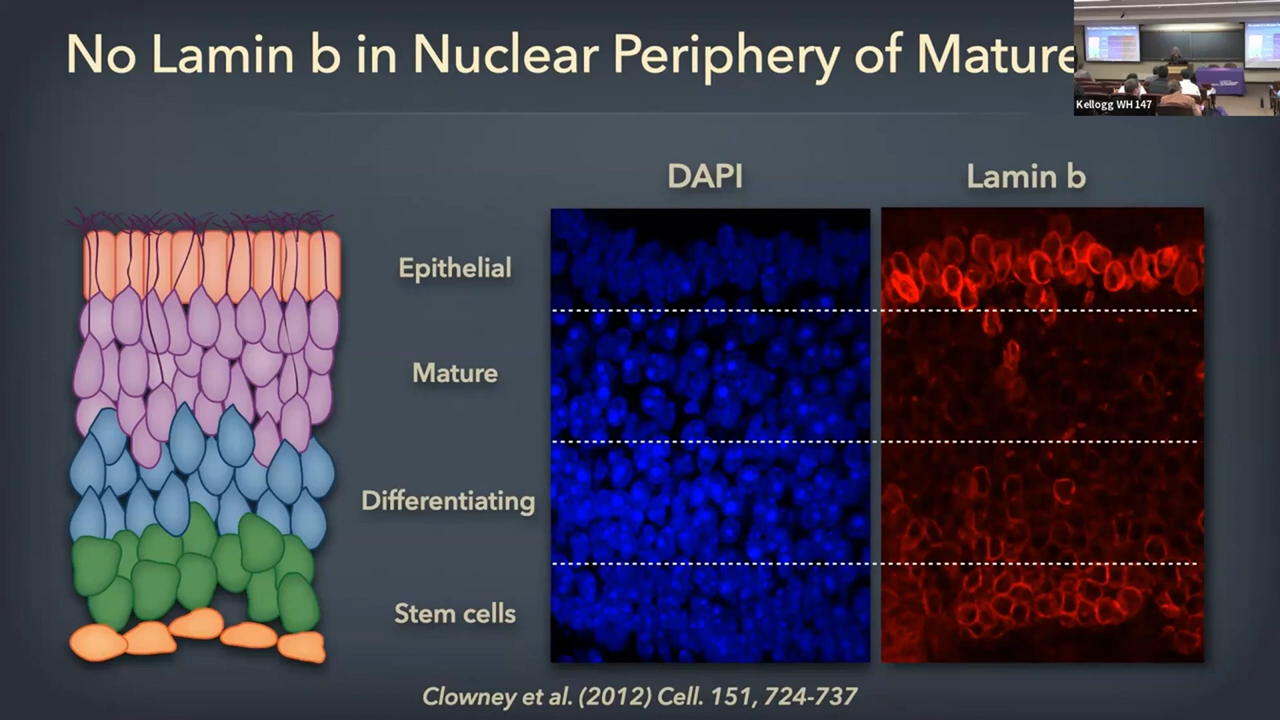 No Lamin b in Nuclear Periphery of Mature
Kellogg WH 147
DAPI
Lamin b
Epithelial
Mature
Differentiating
Stem cells
Clowney et al. (2012) Cell. 151, 724-737